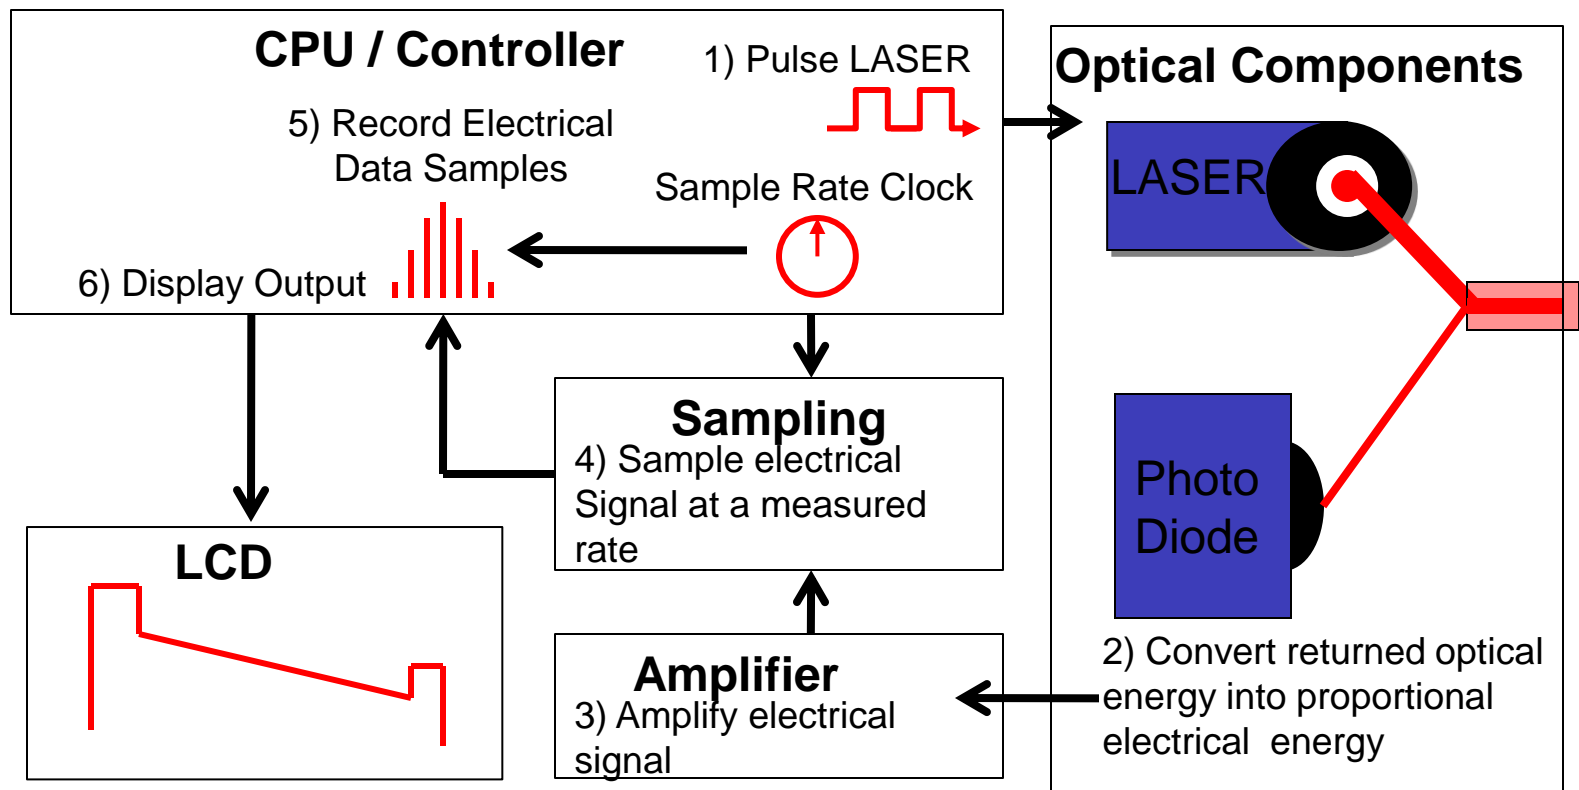 CPU / Controller
1) Pulse LASER
5) Record Electrical
Data Samples
Sample Rate Clock
6) Display Output
Optical Components
LASER
Photo
Diode
2) Convert returned optical
energy into proportional
electrical energy
Amplifier
3) Amplify electrical
signal
Sampling
4) Sample electrical
Signal at a measured
rate
LCD